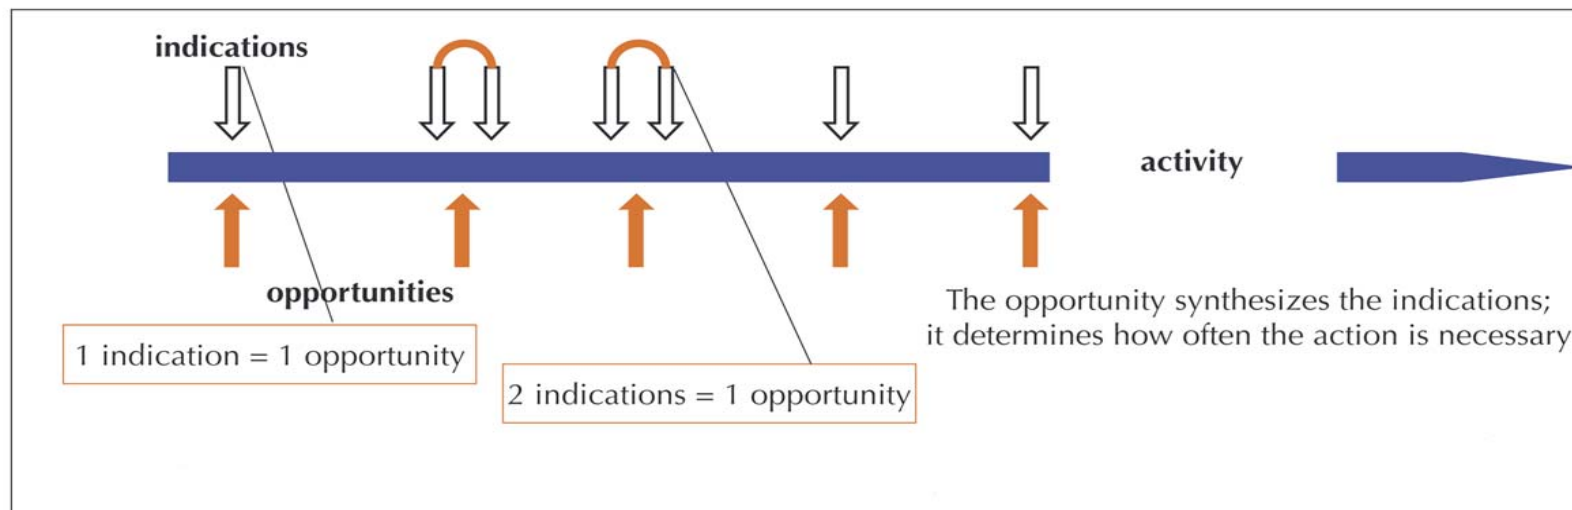 indications
activity
opportunities
The opportunity synthesizes the indications;
it determines how often the action is necessary
1 indication = 1 opportunity
2 indications = 1 opportunity